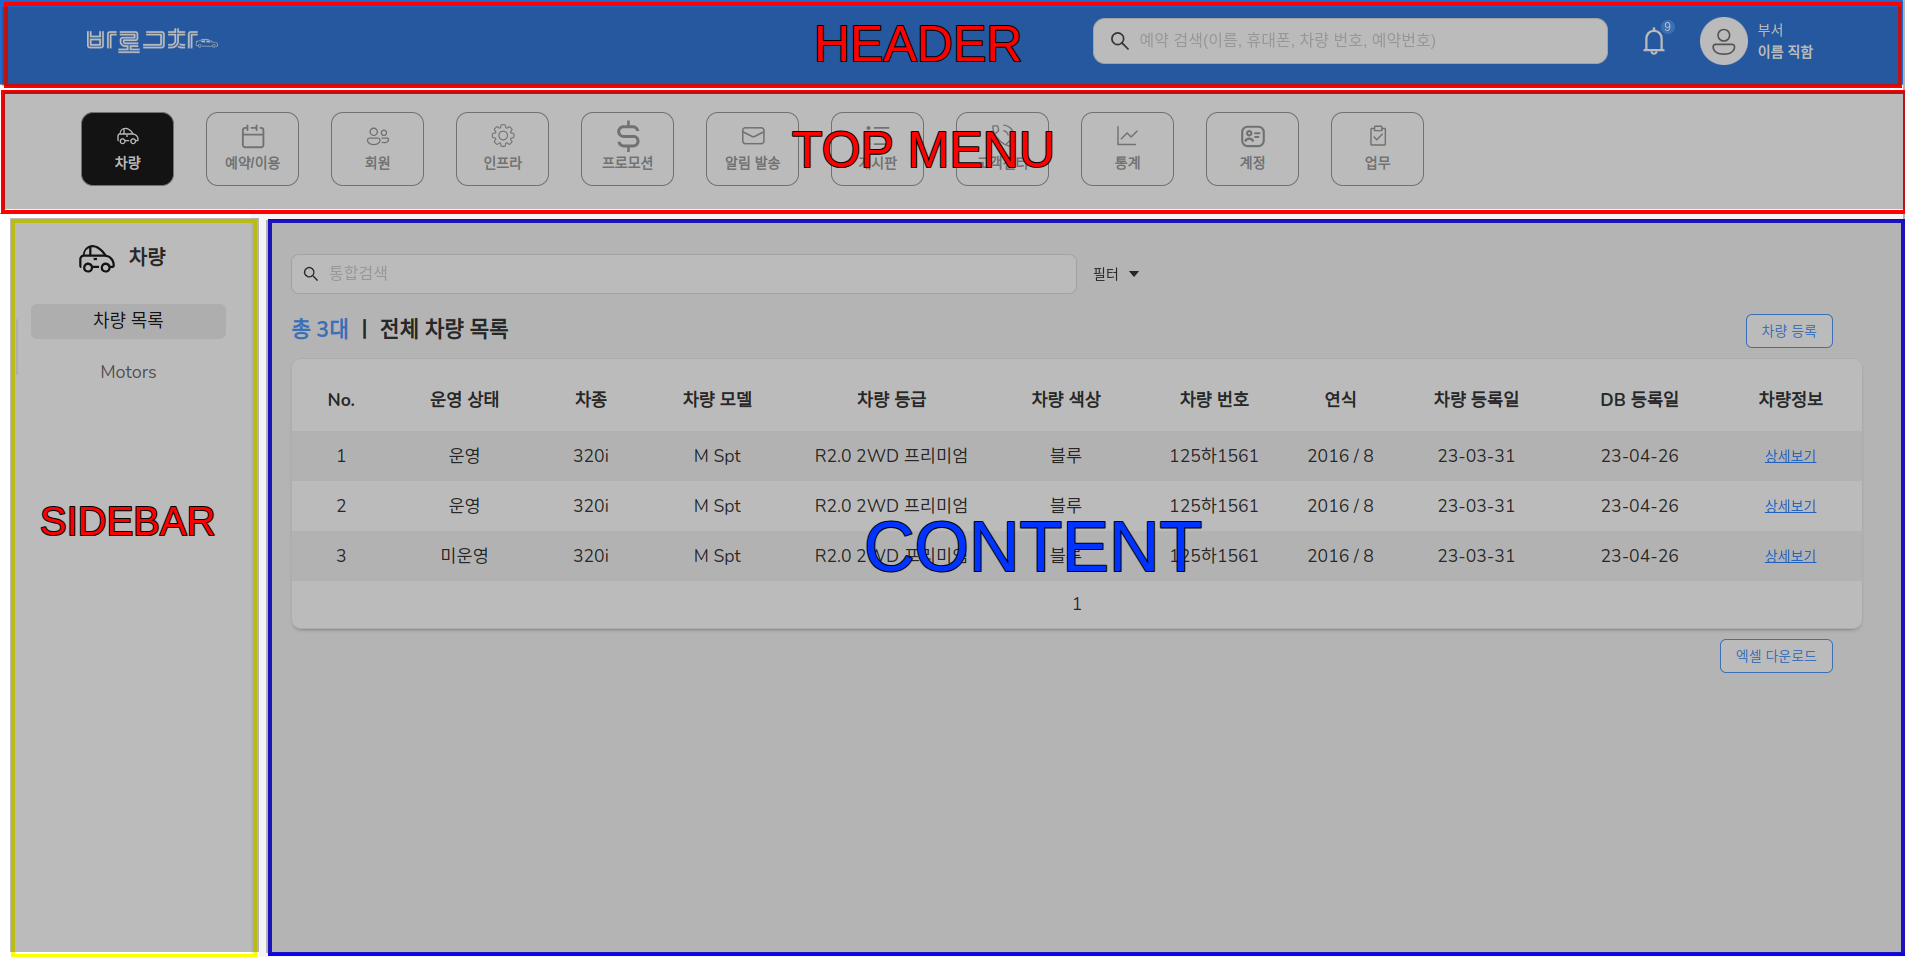 바로그차
HEADER
예약 검색(이름, 휴대폰, 차량 번호, 예약번호)
9
부서
이름 직함
차량
예약/이용
회원
인프라
프로모션
알림 발송
TOP MENU
게시판
고객센터
통계
계정
업무
차량
차량 목록
Motors
SIDEBAR
통합검색
필터
총 3대 | 전체 차량 목록
차량 등록
No. 운영 상태 차종 차량 모델 차량 등급 차량 색상 차량 번호 연식 차량 등록일 DB 등록일 차량정보
1 운영 320i M Spt R2.0 2WD 프리미엄 블루 125하1561 2016 / 8 23-03-31 23-04-26 상세보기
2 운영 320i M Spt R2.0 2WD 프리미엄 블루 125하1561 2016 / 8 23-03-31 23-04-26 상세보기
CONTENT
3 미운영 320i M Spt R2.0 2WD 프리미엄 블루 125하1561 2016 / 8 23-03-31 23-04-26 상세보기
1
엑셀 다운로드